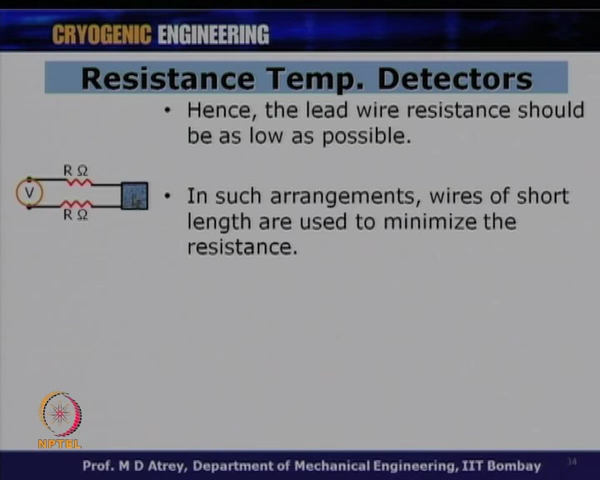 CRYOGENIC ENGINEERING
Resistance Temp. Detectors
• Hence, the lead wire resistance should
be as low as possible.
R Ω
V
R Ω
• In such arrangements, wires of short
length are used to minimize the
resistance.
NPTEL
Prof. M D Atrey, Department of Mechanical Engineering, IIT Bombay
34